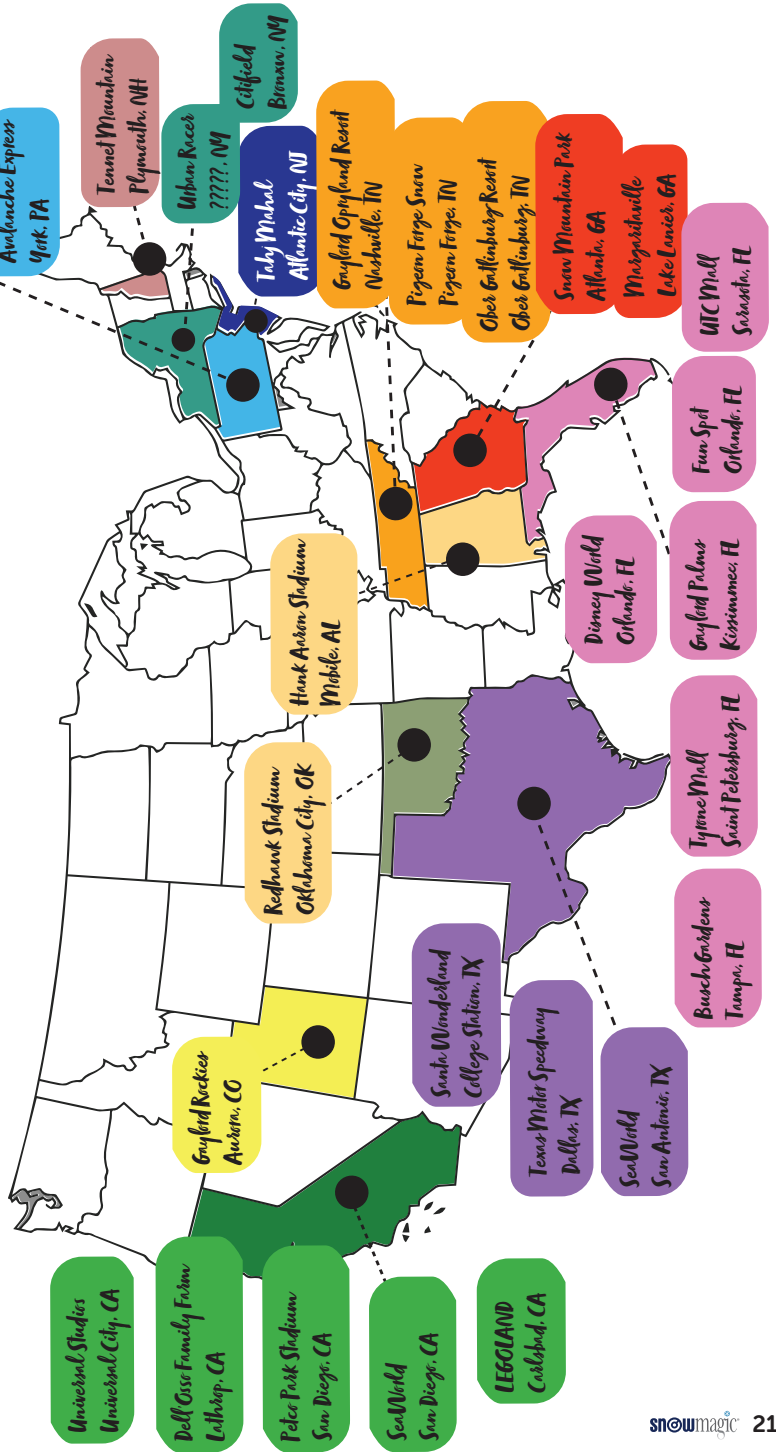 Universal Studios
Universal City, CA
Dell'Osso Family Farm
Lathrop, CA
Petco Park Stadium
San Diego, CA
SeaWorld
San Diego, CA
LEGOLAND
Carlsbad, CA
Gaylord Rockies
Aurora, CO
Santa Wonderland
College Station, TX
Texas Motor Speedway
Dallas, TX
SeaWorld
San Antonio, TX
Redhawk Stadium
Oklahoma City, OK
Hank Aaron Stadium
Mobile, AL
Busch Gardens
Tampa, FL
Tyrone Mall
Saint Petersburg, FL
Disney World
Orlando, FL
Gaylord Palms
Kissimmee, FL
Fun Spot
Orlando, FL
UTC Mall
Sarasota, FL
Avalanche Express
York, PA
Tennet Mountain
Plymouth, NH
Urban Racer
?????, NY
Citifield
Bronxw, NY
Tahj Mahal
Atlantic City, NJ
Gaylord Opryland Resort
Nashville, TN
Pigeon Forge Snow
Pigeon Forge, TN
Ober Gatlinburg Resort
Ober Gatlinburg, TN
Snow Mountain Park
Atlanta, GA
Margaritaville
Lake Lanier, GA
snowmagic 21